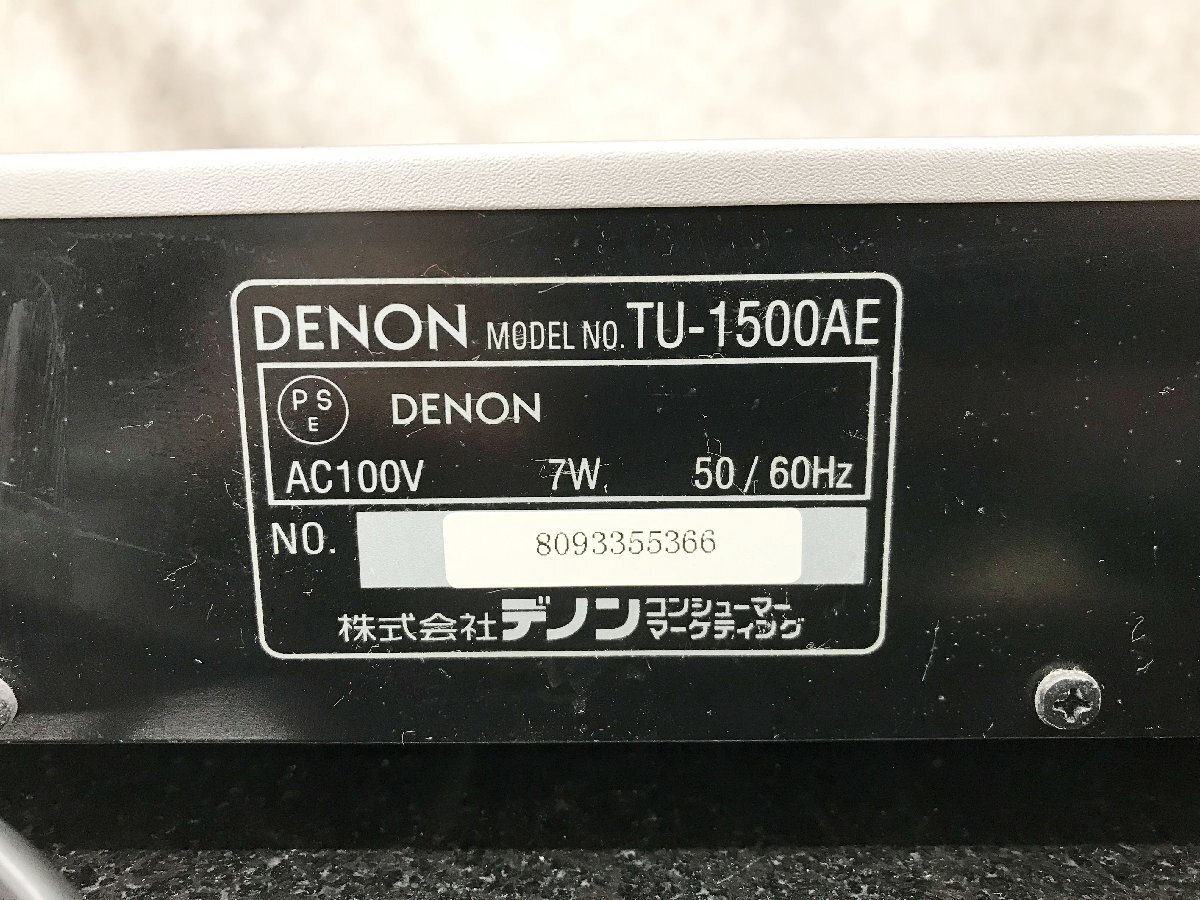 DENON MODEL NO. TU-1500AE
PS
E
DENON
AC100V 7W 50 / 60Hz
NO. 8093355366
株式会社デノン コンシューマー
マーケティング